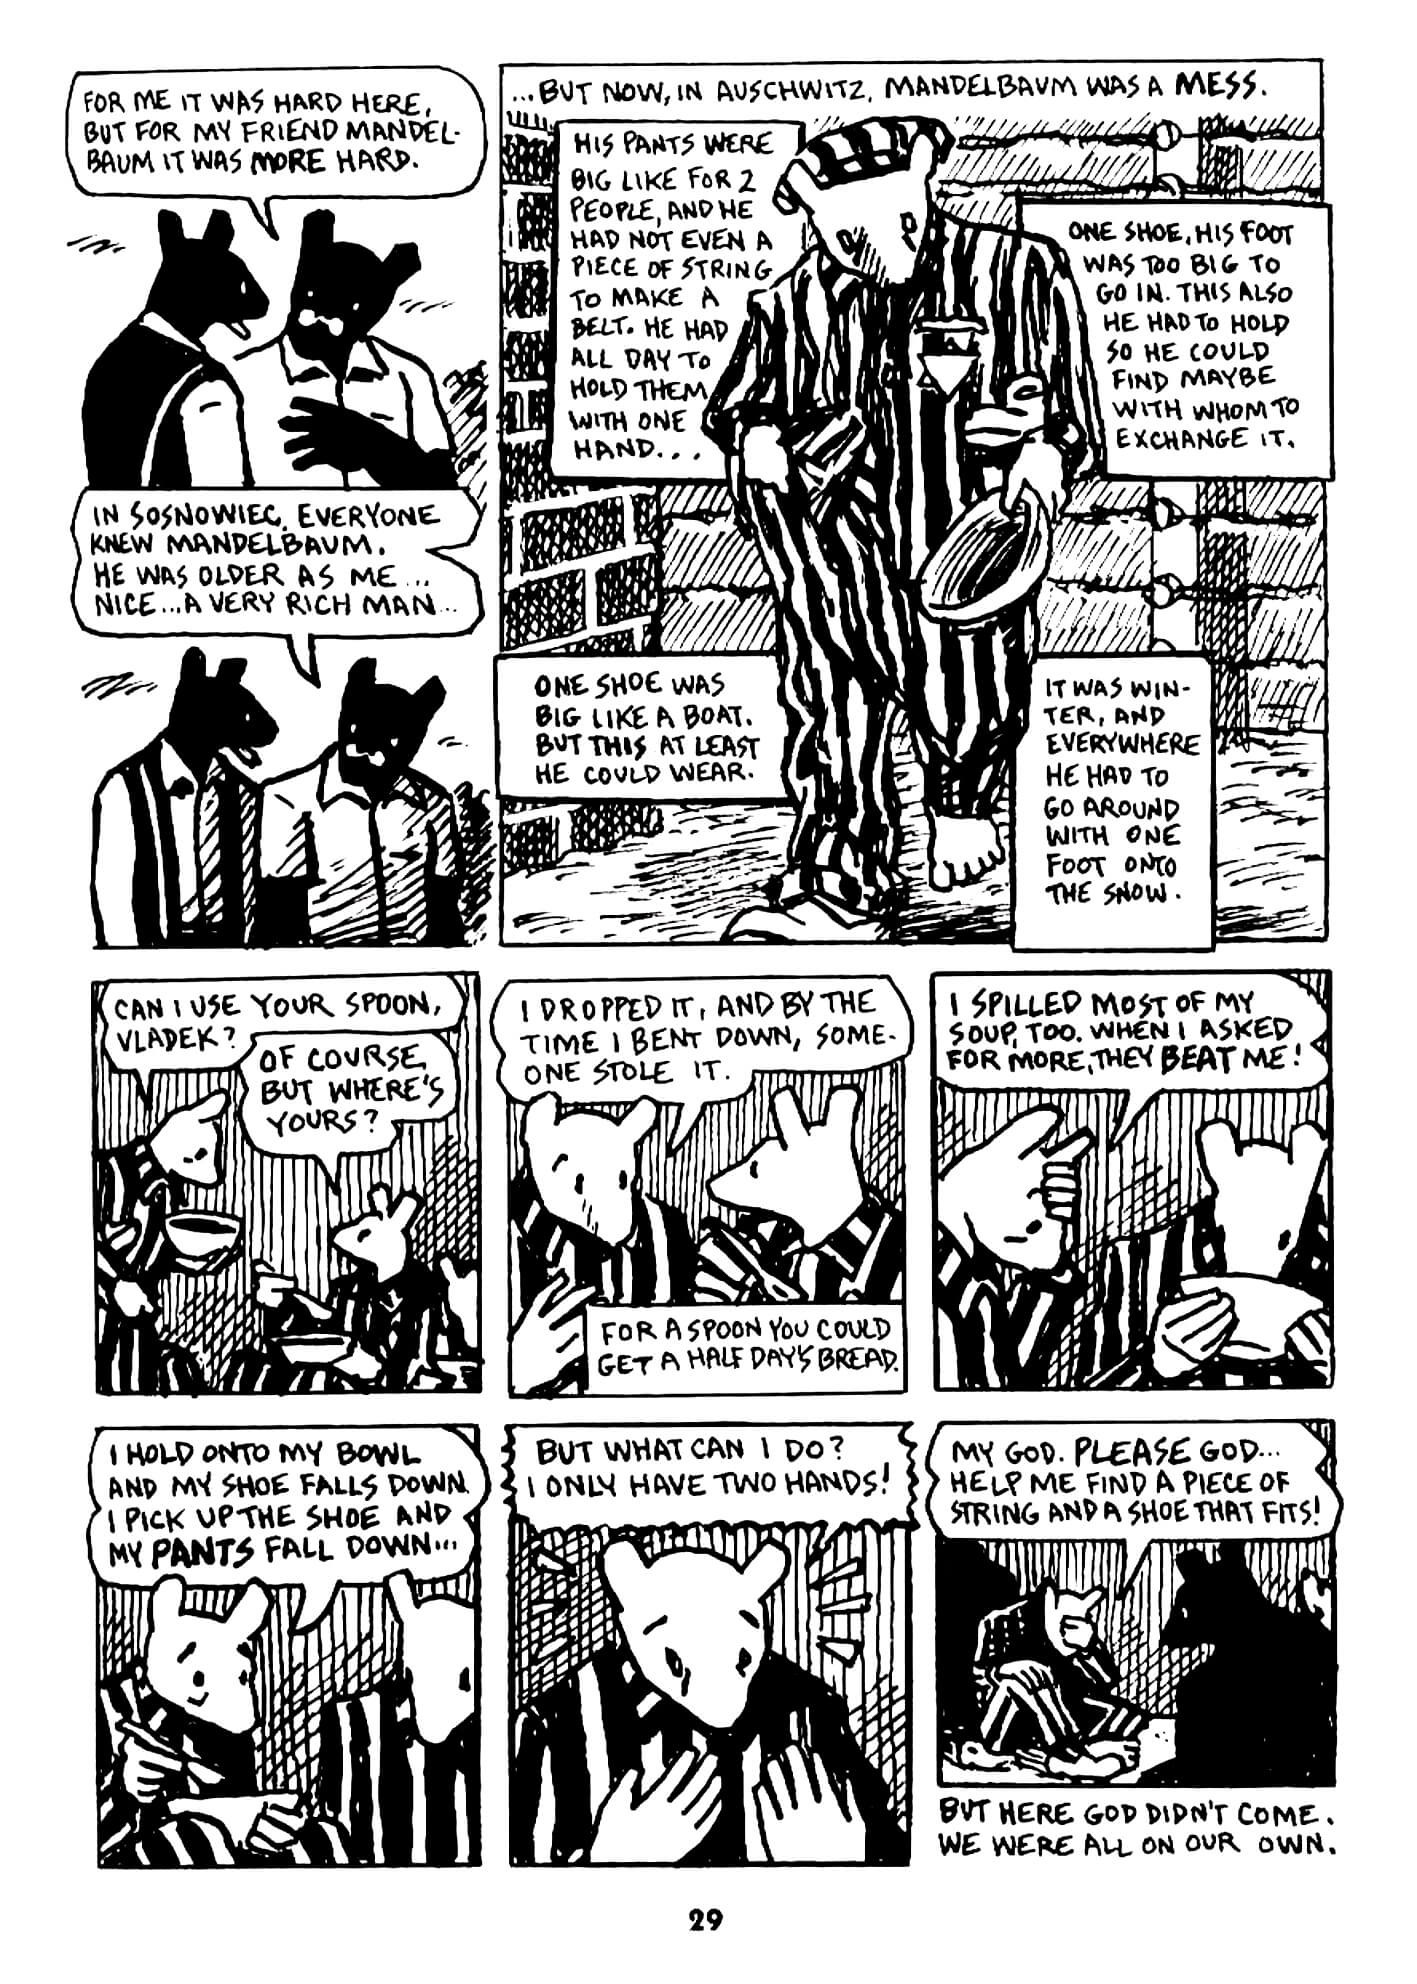 FOR ME IT WAS HARD HERE,
BUT FOR MY FRIEND MANDEL-
BAUM IT WAS MORE HARD.
IN SOSNOWIEC, EVERYONE
KNEW MANDELBAUM.
HE WAS OLDER AS ME...
NICE...A VERY RICH MAN...
...BUT NOW, IN AUSCHWITZ, MANDELBAUM WAS A MESS.
HIS PANTS WERE
BIG LIKE FOR 2
PEOPLE, AND HE
HAD NOT EVEN A
PIECE OF STRING
TO MAKE A
BELT. HE HAD
ALL DAY TO
HOLD THEM
WITH ONE
HAND...
ONE SHOE, HIS FOOT
WAS TOO BIG TO
GO IN. THIS ALSO
HE HAD TO HOLD
SO HE COULD
FIND MAYBE
WITH WHOM TO
EXCHANGE IT.
ONE SHOE WAS
BIG LIKE A BOAT.
BUT THIS AT LEAST
HE COULD WEAR.
IT WAS WIN-
TER, AND
EVERYWHERE
HE HAD TO
GO AROUND
WITH ONE
FOOT ONTO
THE SNOW.
CAN I USE YOUR SPOON,
VLADEK?
OF COURSE,
BUT WHERE'S
YOURS?
I DROPPED IT, AND BY THE
TIME I BENT DOWN, SOME-
ONE STOLE IT.
FOR A SPOON YOU COULD
GET A HALF DAY'S BREAD.
I SPILLED MOST OF MY
SOUP, TOO. WHEN I ASKED
FOR MORE, THEY BEAT ME!
I HOLD ONTO MY BOWL
AND MY SHOE FALLS DOWN.
I PICK UP THE SHOE AND
MY PANTS FALL DOWN...
BUT WHAT CAN I DO?
I ONLY HAVE TWO HANDS!
MY GOD. PLEASE GOD...
HELP ME FIND A PIECE OF
STRING AND A SHOE THAT FITS!
BUT HERE GOD DIDN'T COME.
WE WERE ALL ON OUR OWN.
29